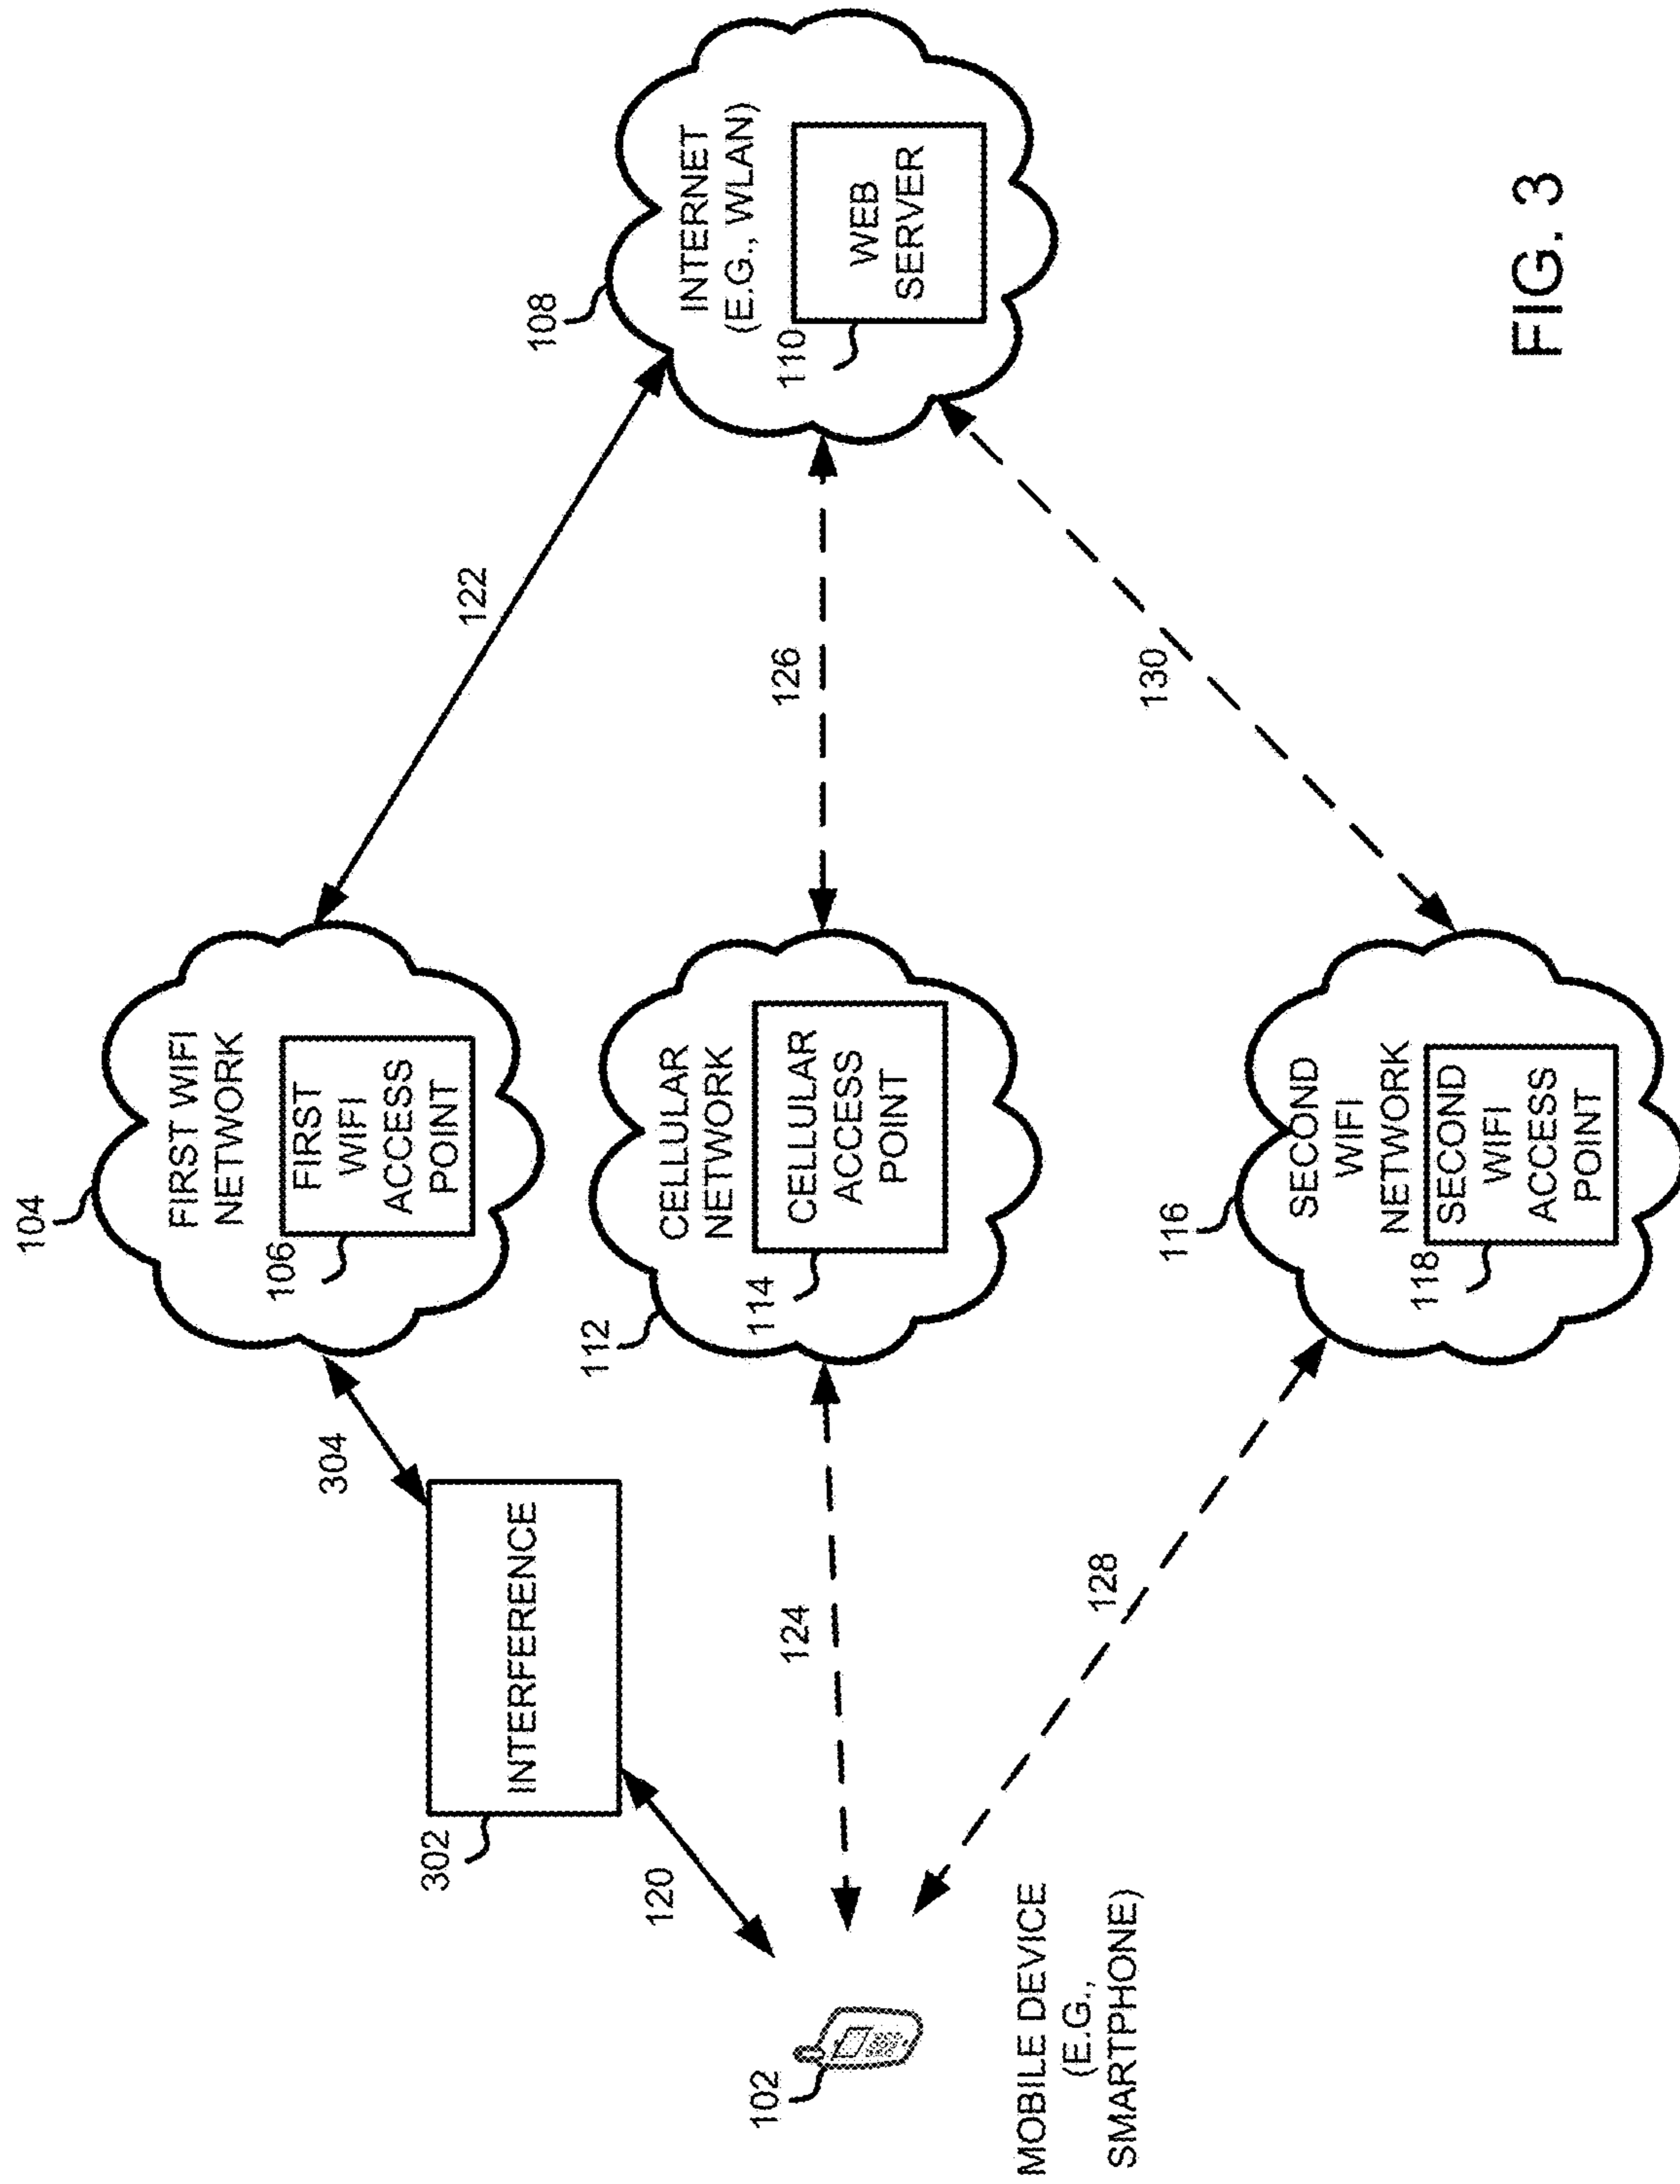 104
FIRST WIFI
NETWORK
106
FIRST
WIFI
ACCESS
POINT
304
302
INTERFERENCE
120
122
108
INTERNET
(E.G., WLAN)
110
WEB
SERVER
112
CELLULAR
NETWORK
114
CELLULAR
ACCESS
POINT
124
126
102
MOBILE DEVICE
(E.G.,
SMARTPHONE)
128
130
116
SECOND
WIFI
NETWORK
118
SECOND
WIFI
ACCESS
POINT
FIG. 3